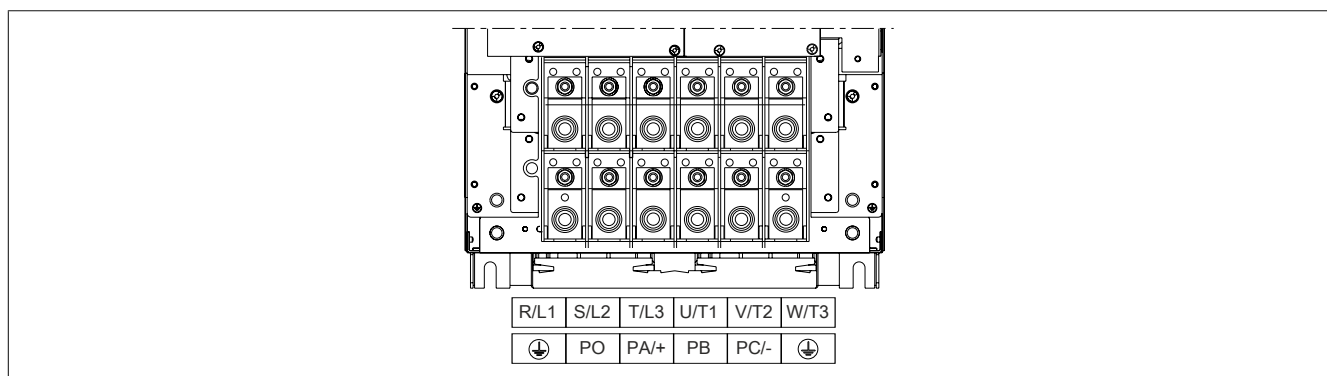 R/L1 S/L2 T/L3 U/T1 V/T2 W/T3
PO PA/+ PB PC/-